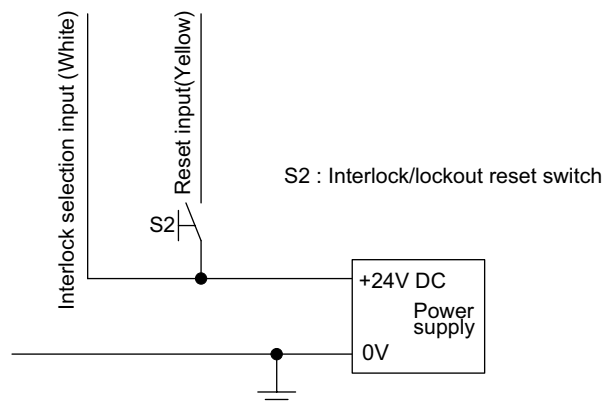 Interlock selection input (White)
Reset input(Yellow)
S2 : Interlock/lockout reset switch
S2
+24V DC
Power
supply
0V